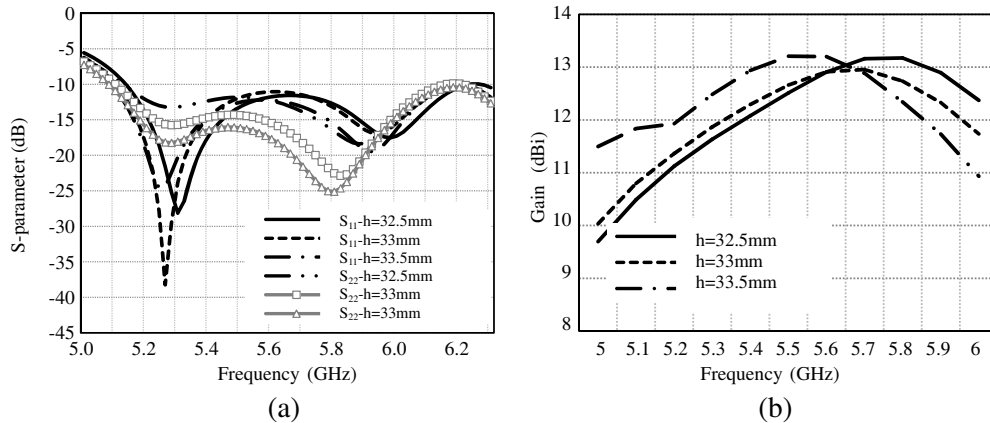 0
-5
-10
-15
-20
-25
-30
-35
-40
-45
S-parameter (dB)
5.0 5.2 5.4 5.6 5.8 6.0 6.2
Frequency (GHz)
S₁₁-h=32.5mm
S₁₁-h=33mm
S₁₁-h=33.5mm
S₂₂-h=32.5mm
S₂₂-h=33mm
S₂₂-h=33mm
(a)
14
13
12
11
10
9
8
Gain (dBi)
h=32.5mm
h=33mm
h=33.5mm
5 5.1 5.2 5.3 5.4 5.5 5.6 5.7 5.8 5.9 6
Frequency (GHz)
(b)